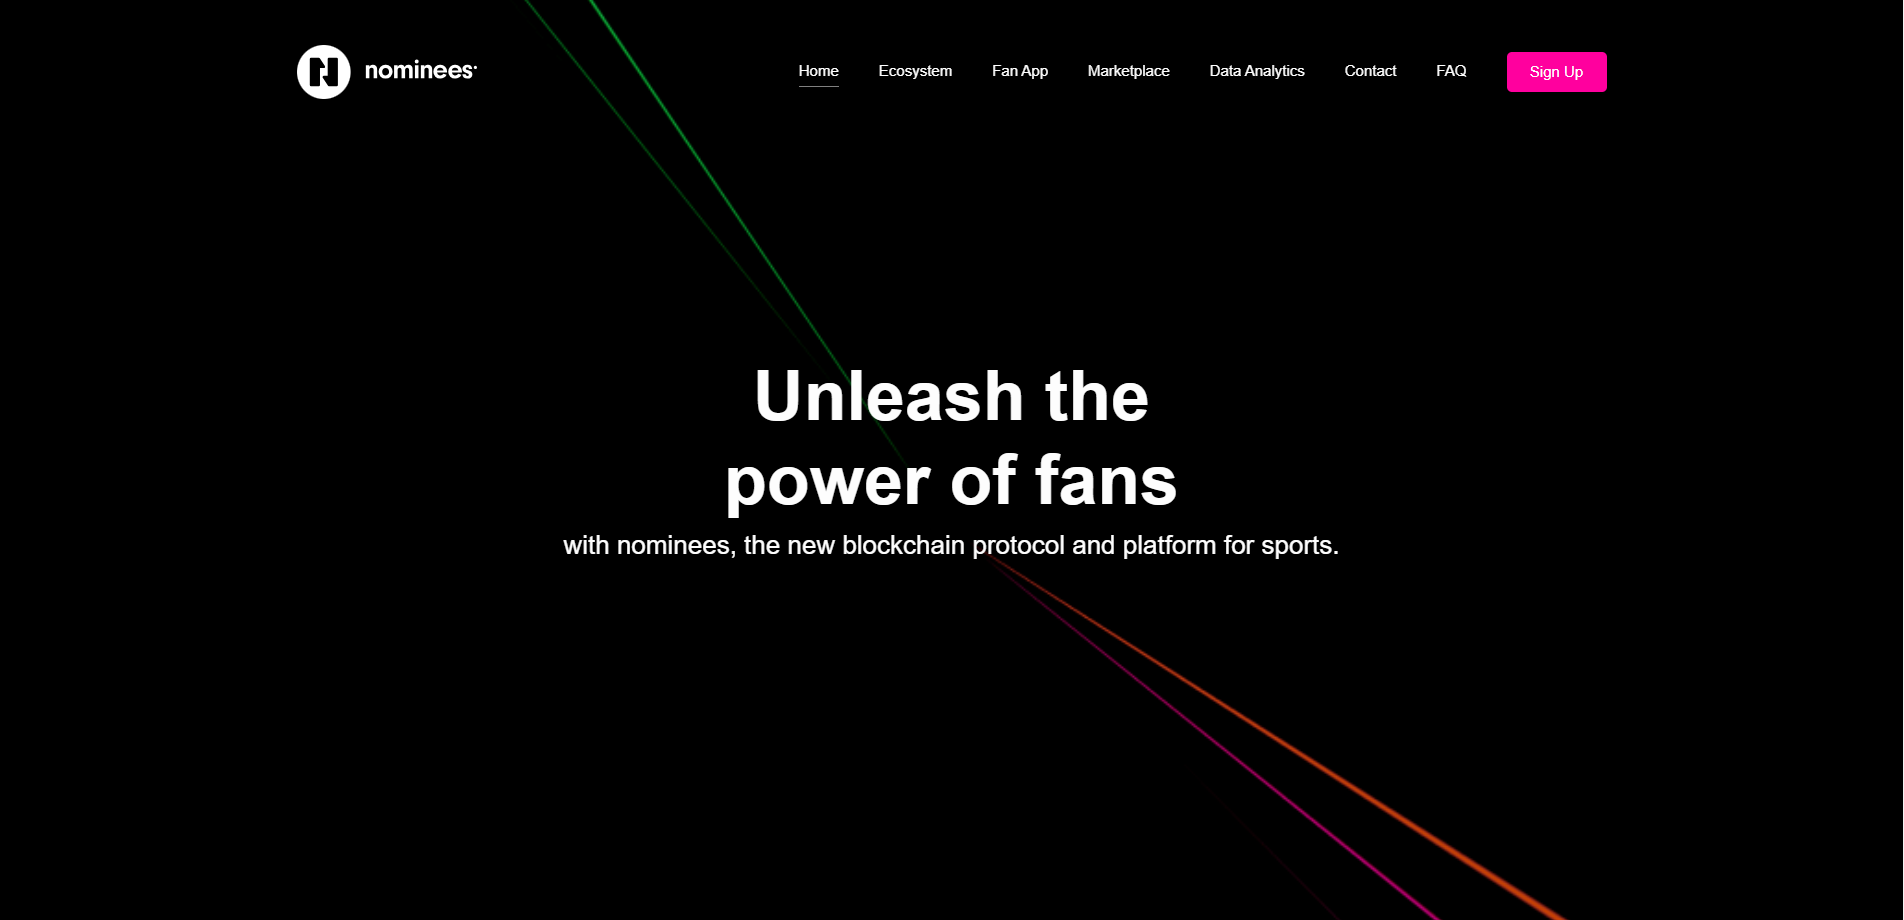 nominees
Home
Ecosystem
Fan App
Marketplace
Data Analytics
Contact
FAQ
Sign Up
Unleash the
power of fans
with nominees, the new blockchain protocol and platform for sports.